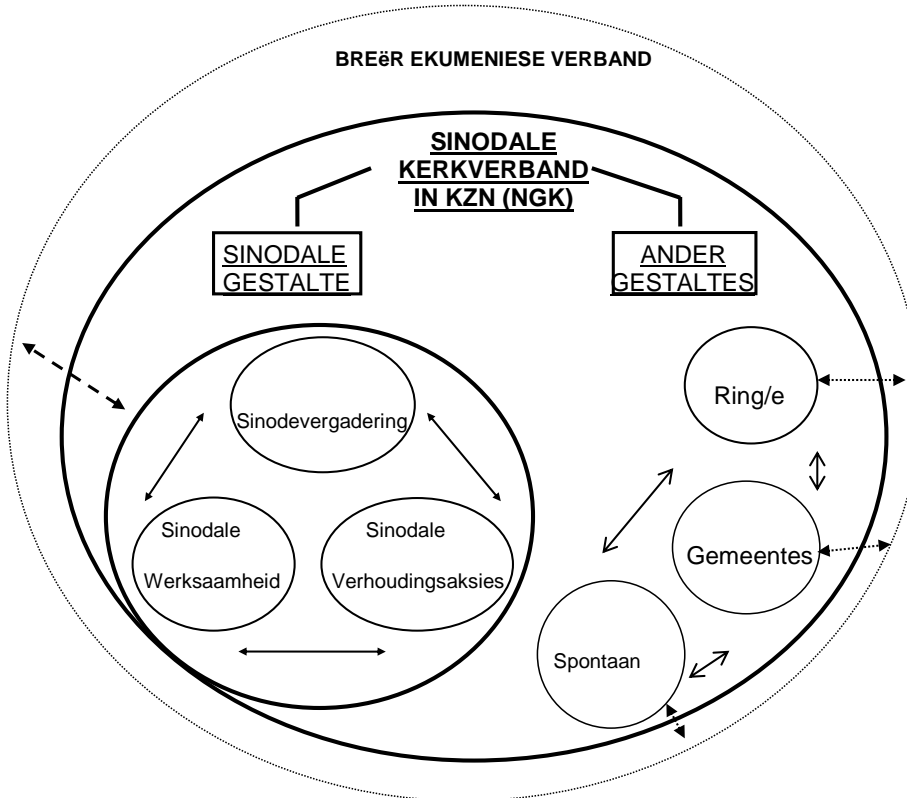 BREëR EKUMENIESE VERBAND
SINODALE
KERKVERBAND
IN KZN (NGK)
SINODALE
GESTALTE
ANDER
GESTALTES
Sinodevergadering
Sinodale
Werksaamheid
Sinodale
Verhoudingsaksies
Ring/e
Gemeentes
Spontaan